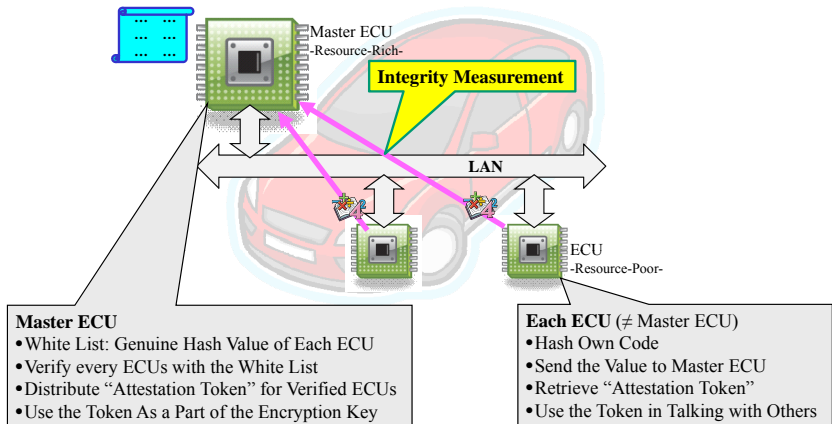 ... ...
... ...
... ...
Master ECU
-Resource-Rich-
Integrity Measurement
LAN
ECU
-Resource-Poor-
Master ECU
•White List: Genuine Hash Value of Each ECU
•Verify every ECUs with the White List
•Distribute “Attestation Token” for Verified ECUs
•Use the Token As a Part of the Encryption Key
Each ECU (≠ Master ECU)
•Hash Own Code
•Send the Value to Master ECU
•Retrieve “Attestation Token”
•Use the Token in Talking with Others